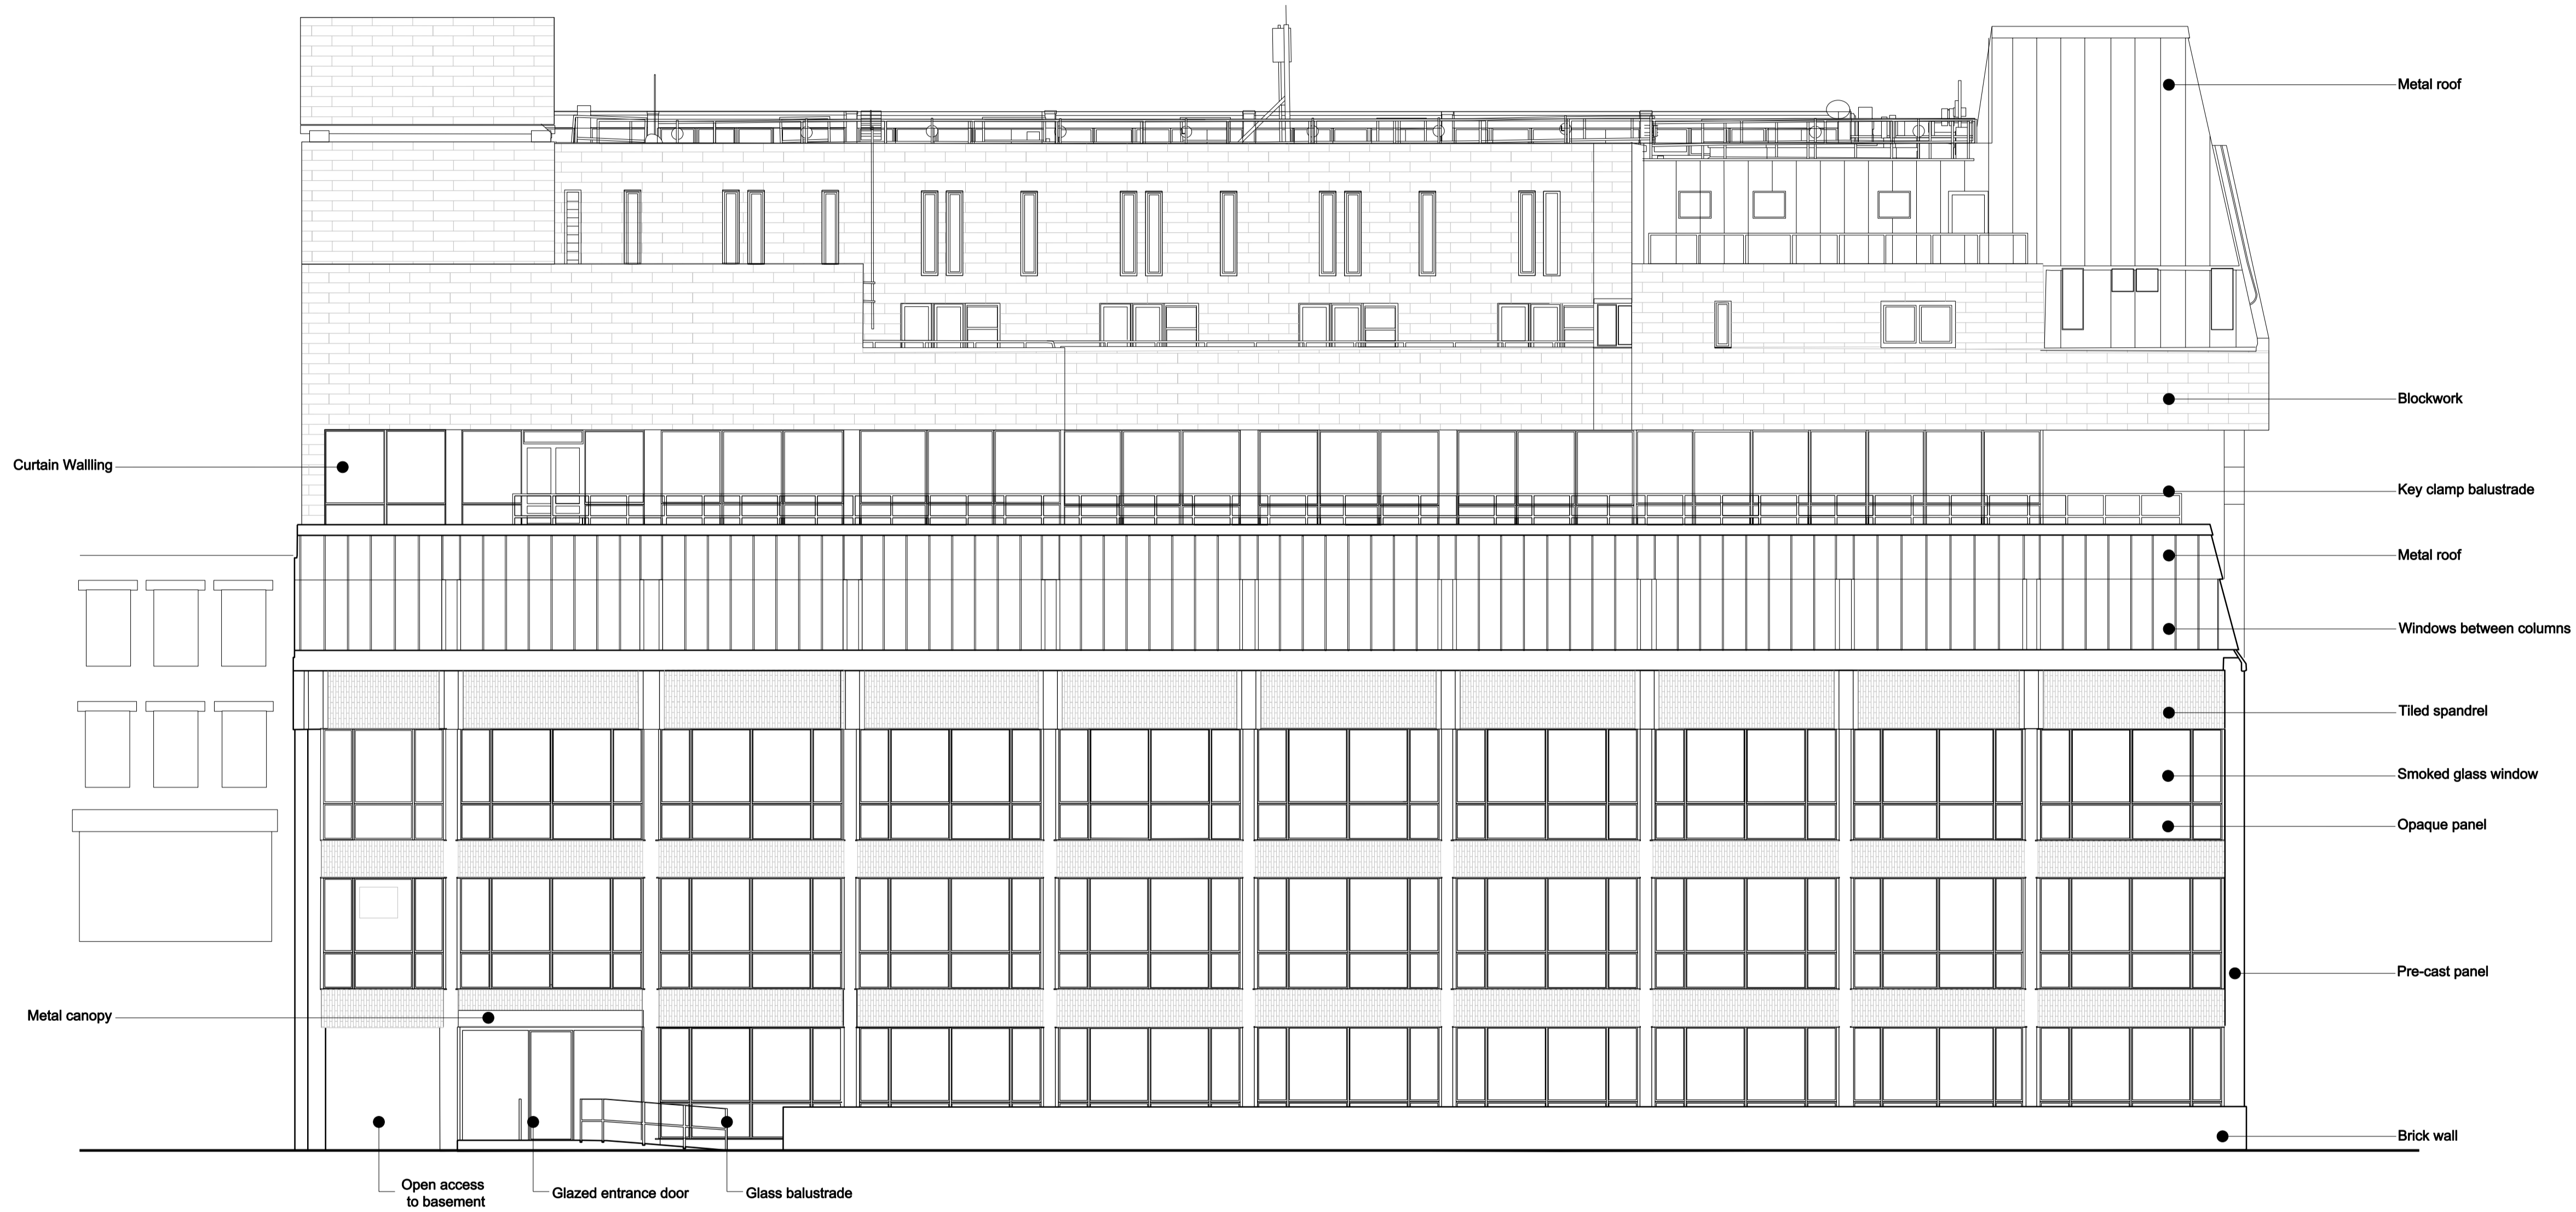 Metal roof
Blockwork
Curtain Wallling
Key clamp balustrade
Metal roof
Windows between columns
Tiled spandrel
Smoked glass window
Opaque panel
Pre-cast panel
Metal canopy
Brick wall
Open access
to basement
Glazed entrance door
Glass balustrade